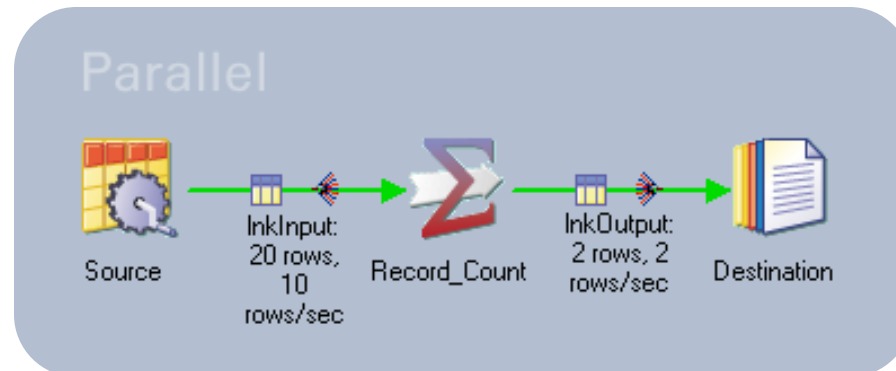 Parallel
Source
lnkInput:
20 rows,
10
rows/sec
Record_Count
lnkOutput:
2 rows, 2
rows/sec
Destination